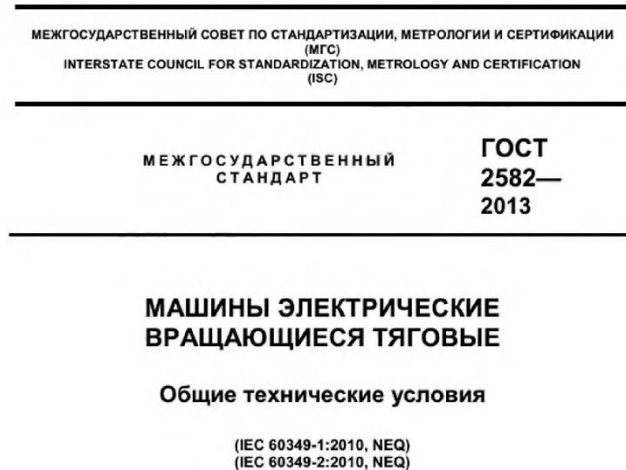 МЕЖГОСУДАРСТВЕННЫЙ СОВЕТ ПО СТАНДАРТИЗАЦИИ, МЕТРОЛОГИИ И СЕРТИФИКАЦИИ
(МГС)
INTERSTATE COUNCIL FOR STANDARDIZATION, METROLOGY AND CERTIFICATION
(ISC)
МЕЖГОСУДАРСТВЕННЫЙ
СТАНДАРТ
ГОСТ
2582—
2013
МАШИНЫ ЭЛЕКТРИЧЕСКИЕ
ВРАЩАЮЩИЕСЯ ТЯГОВЫЕ
Общие технические условия
(IEC 60349-1:2010, NEQ)
(IEC 60349-2:2010, NEQ)